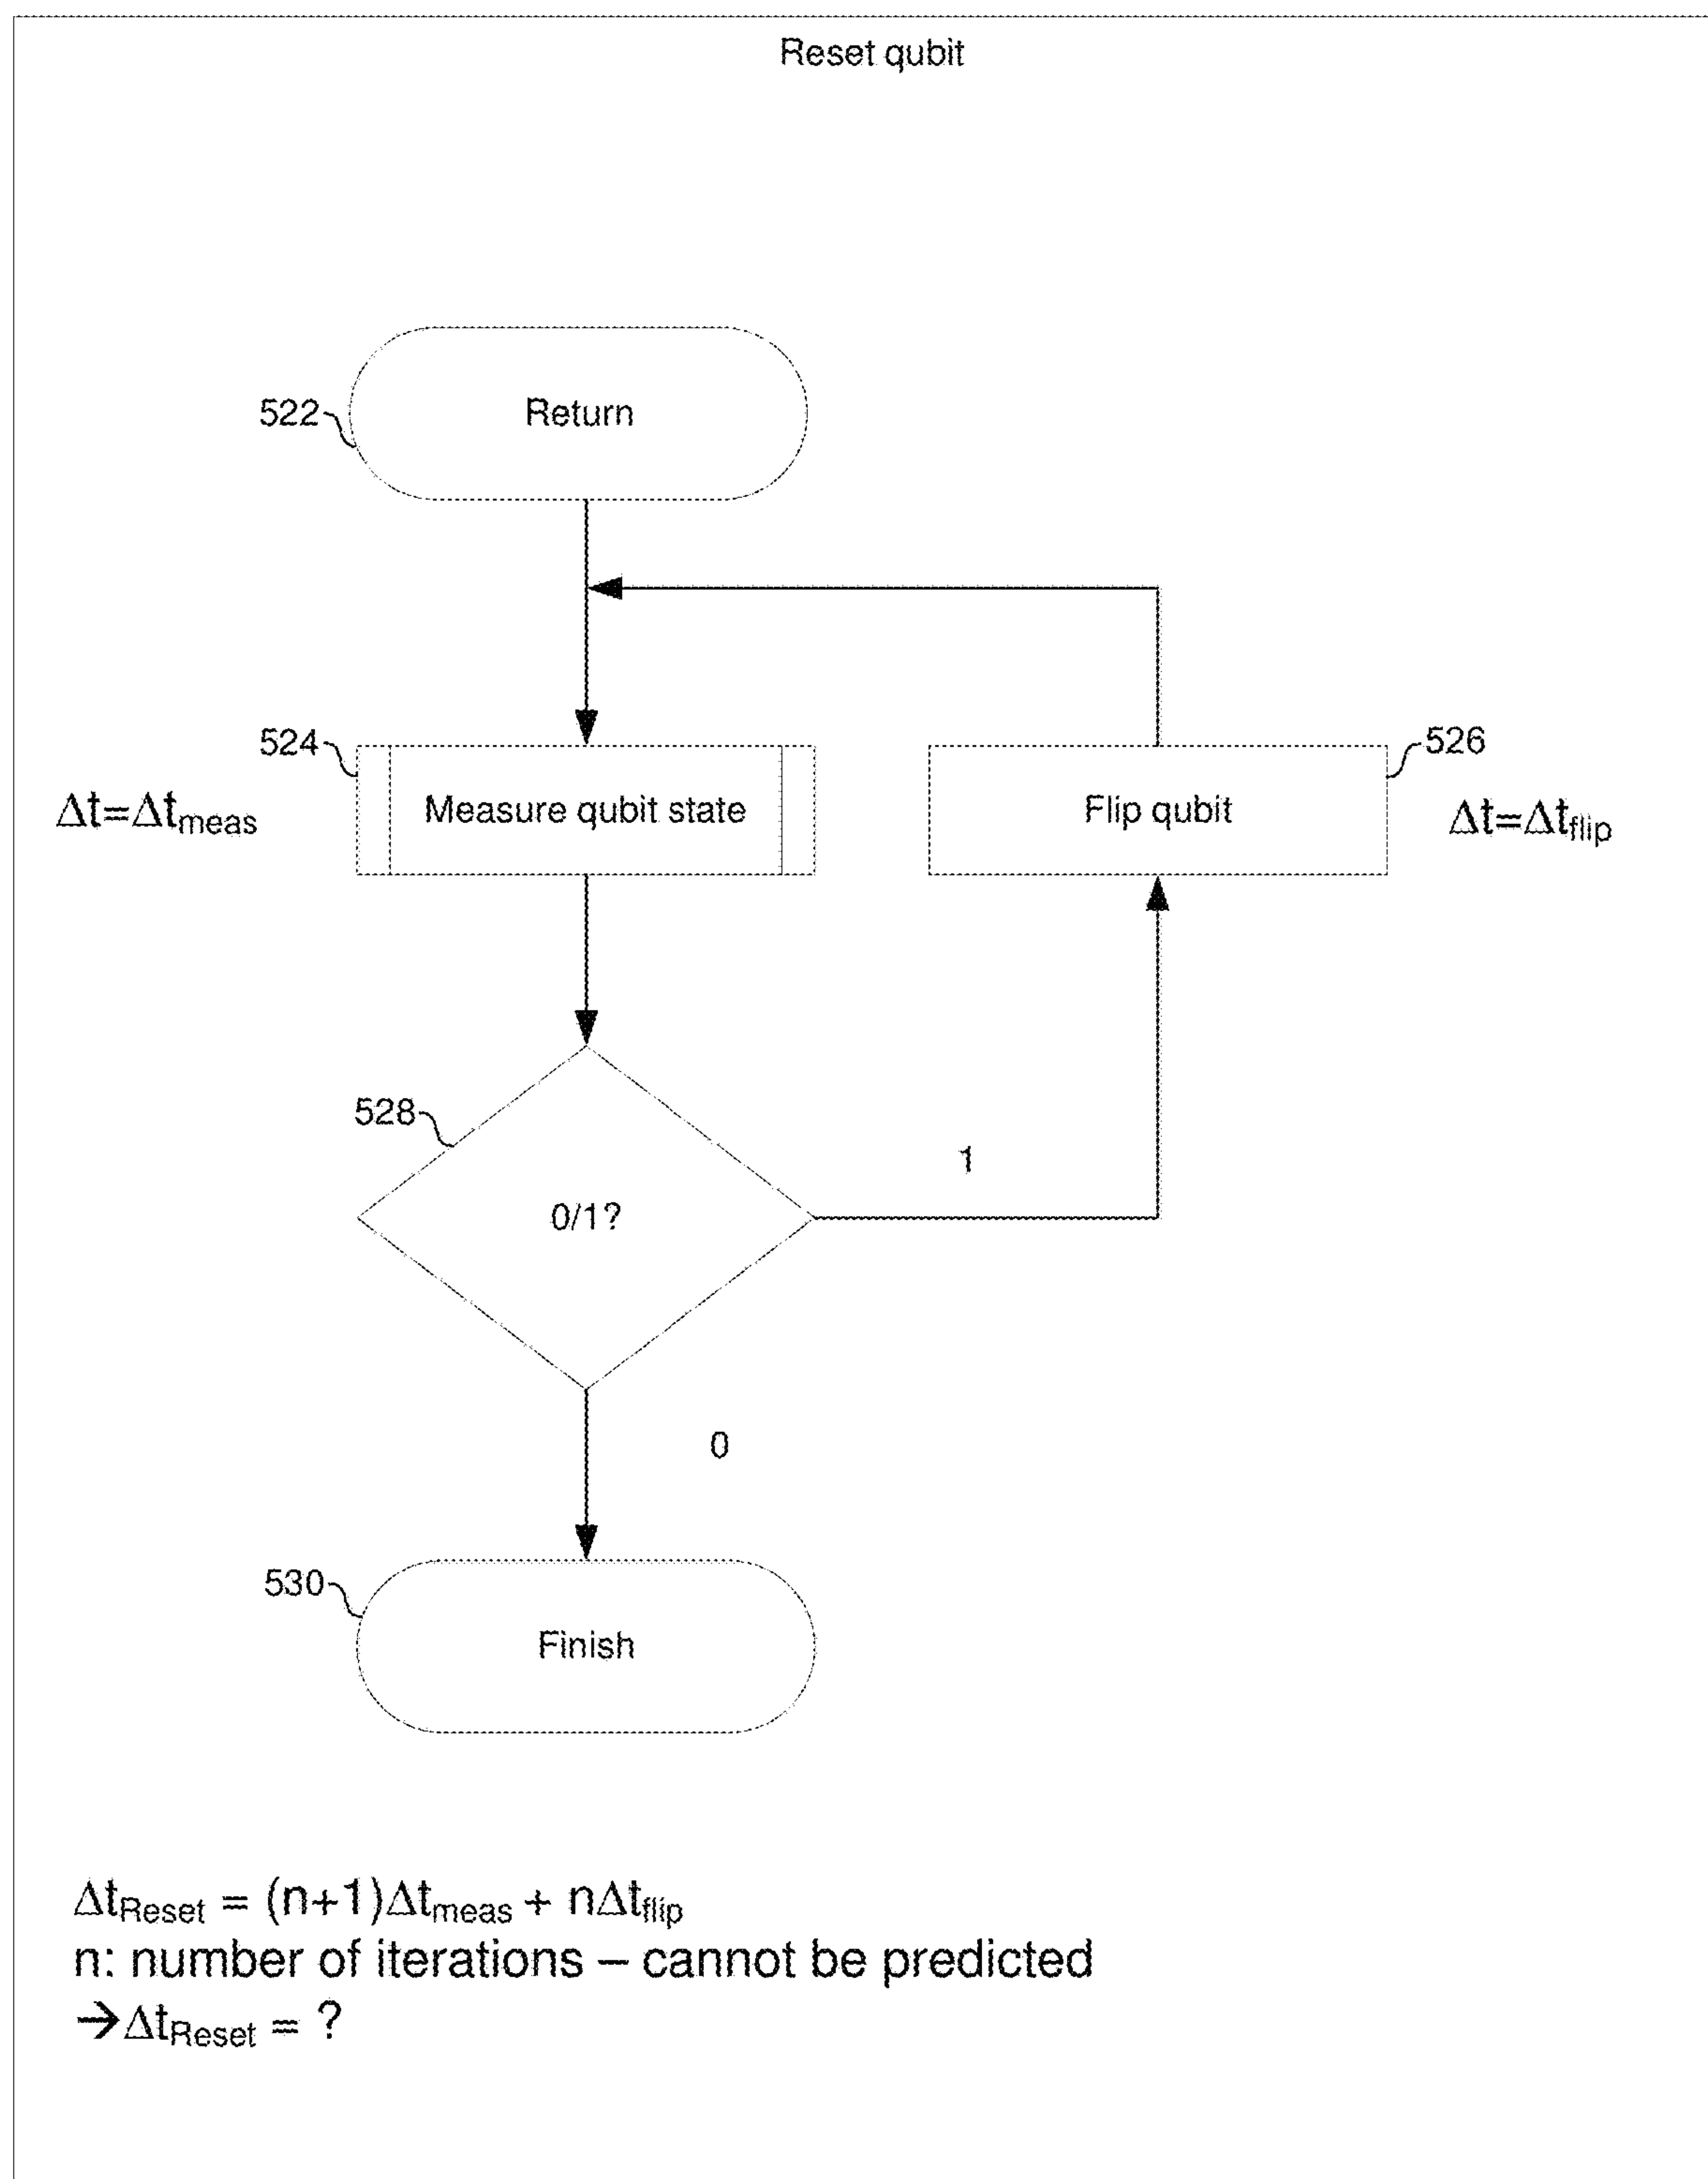 Reset qubit
522
Return
524
Δt=Δtmeas
Measure qubit state
526
Flip qubit
Δt=Δtflip
528
0/1?
1
0
530
Finish
ΔtReset = (n+1)Δtmeas + nΔtflip
n: number of iterations – cannot be predicted
→ΔtReset = ?